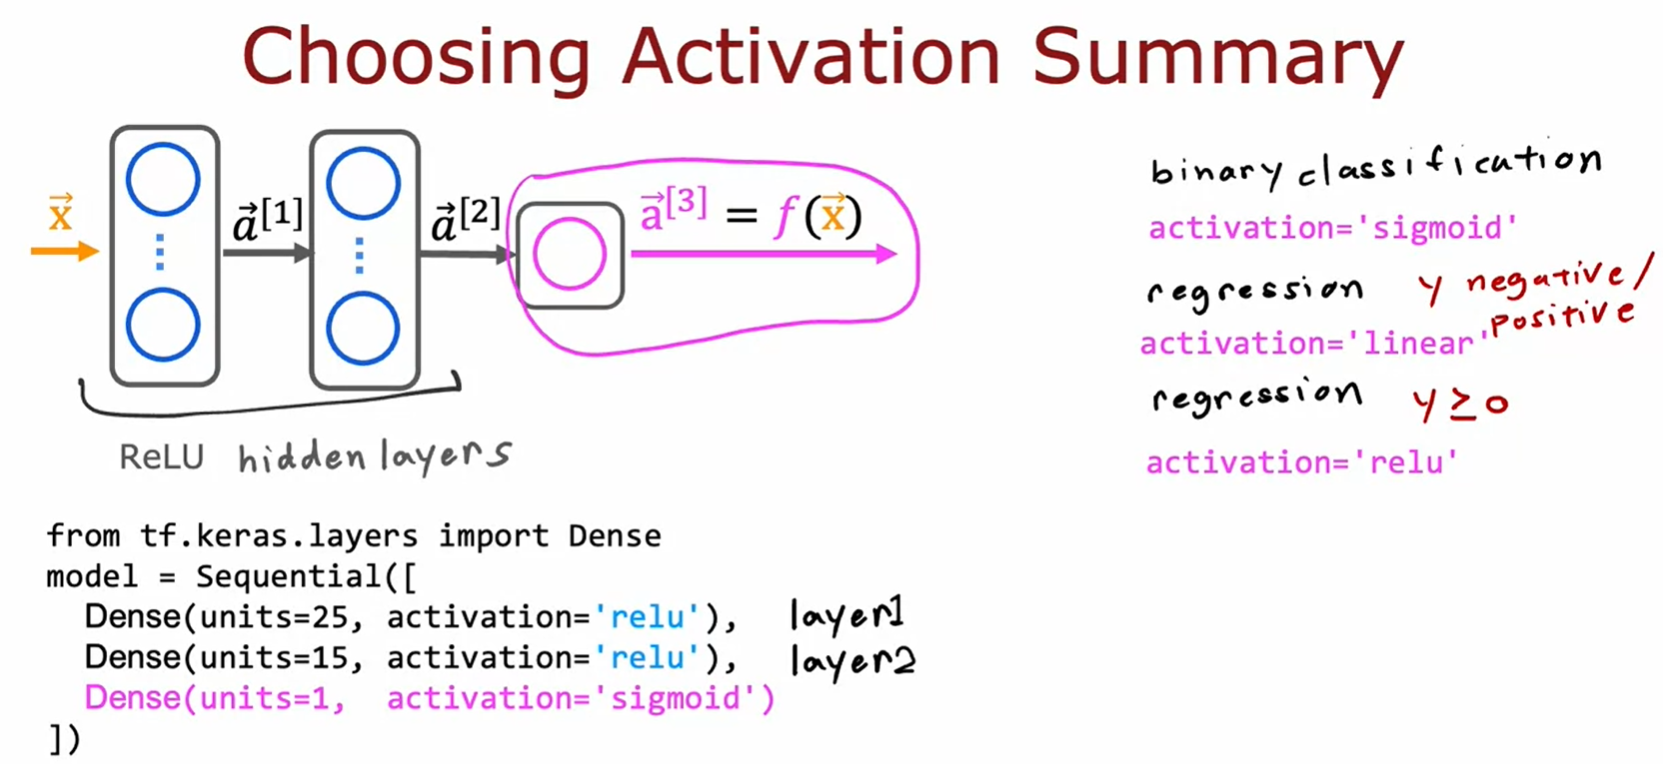 Choosing Activation Summary
x⃗
a⃗[1]
a⃗[2]
a⃗[3] = f(x⃗)
ReLU hidden layers
binary classification
activation='sigmoid'
regression y negative/
positive
activation='linear'
regression y ≥ 0
activation='relu'
from tf.keras.layers import Dense
model = Sequential([
Dense(units=25, activation='relu'), layer1
Dense(units=15, activation='relu'), layer2
Dense(units=1, activation='sigmoid')
])